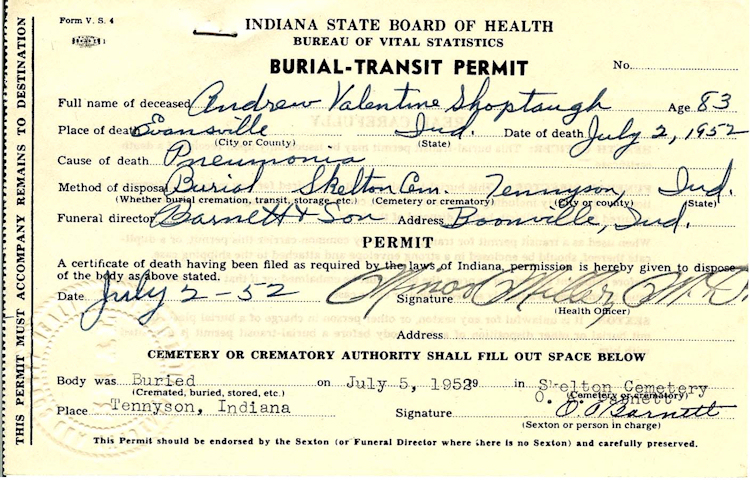 Form V. S. 4
INDIANA STATE BOARD OF HEALTH
BUREAU OF VITAL STATISTICS
BURIAL-TRANSIT PERMIT
No.
Full name of deceased Andrew Valentine Shoptaugh Age 83
Place of death Evansville Ind. Date of death July 2, 1952
(City or County) (State)
Cause of death Pneumonia
Method of disposal Burial Skelton Cem. Tennyson, Ind.
(Whether burial cremation, transit, storage, etc.) (Cemetery or crematory) (City or county) (State)
Funeral director Barnett & Son Address Boonville, Ind.
PERMIT
A certificate of death having been filed as required by the laws of Indiana, permission is hereby given to dispose
of the body as above stated.
Date July 2-52 Signature Miller M.D.
(Health Officer)
Address
CEMETERY OR CREMATORY AUTHORITY SHALL FILL OUT SPACE BELOW
Body was Buried on July 5, 1952 in Skelton Cemetery
(Cremated, buried, stored, etc.) (Cemetery or crematory)
Place Tennyson, Indiana Signature O. Barnett
(Sexton or person in charge)
This Permit should be endorsed by the Sexton (or Funeral Director where there is no Sexton) and carefully preserved.
THIS PERMIT MUST ACCOMPANY REMAINS TO DESTINATION